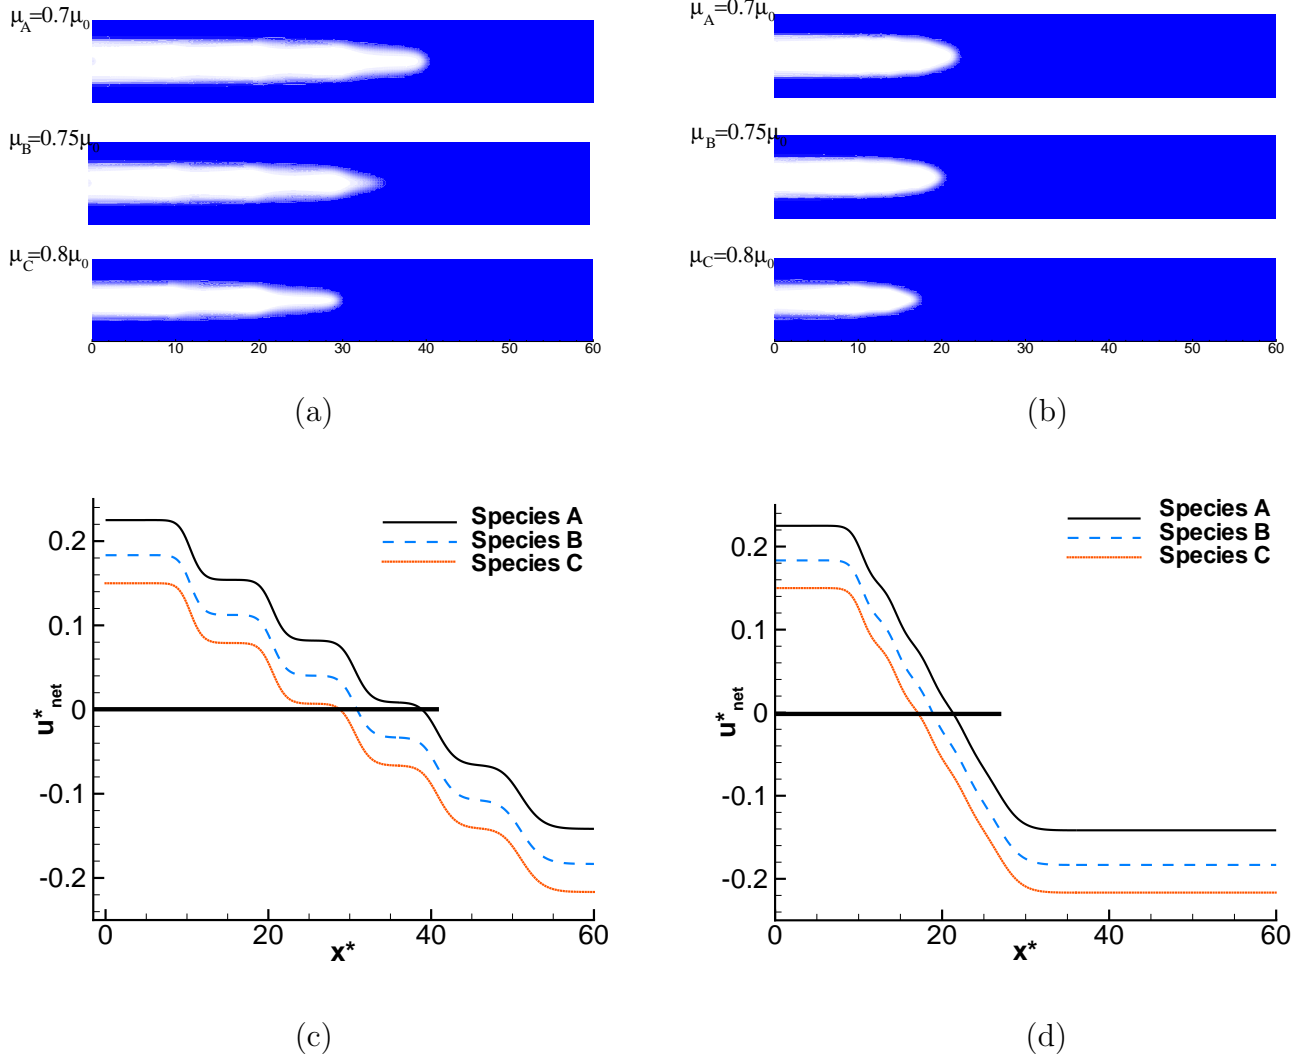 μA=0.7μ0
μB=0.75μ0
μC=0.8μ0
0 10 20 30 40 50 60
(a)
μA=0.7μ0
μB=0.75μ0
μC=0.8μ0
0 10 20 30 40 50 60
(b)
Species A
Species B
Species C
0.2
0.1
0
-0.1
-0.2
u*net
0 20 40 60
x*
(c)
Species A
Species B
Species C
0.2
0.1
0
-0.1
-0.2
u*net
0 20 40 60
x*
(d)